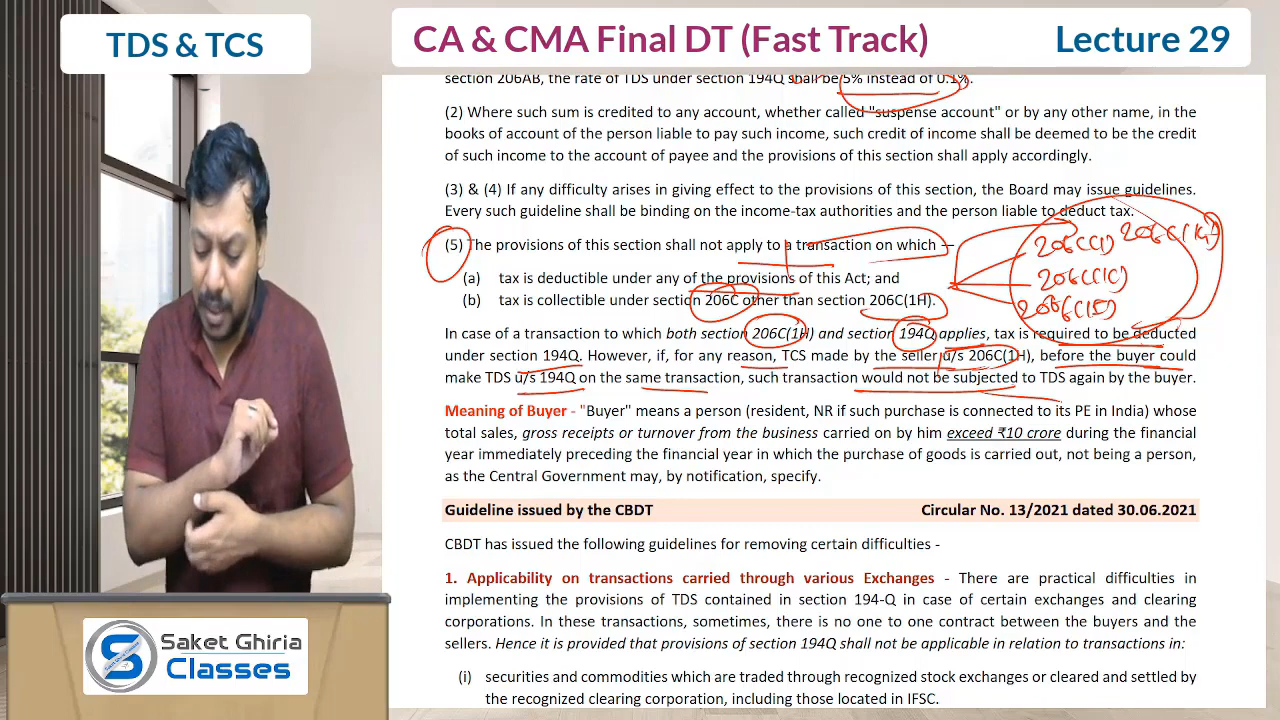 TDS & TCS
CA & CMA Final DT (Fast Track)
Lecture 29
section 206AB, the rate of TDS under section 194Q shall be 5% instead of 0.1%.
(2) Where such sum is credited to any account, whether called "suspense account" or by any other name, in the
books of account of the person liable to pay such income, such credit of income shall be deemed to be the credit
of such income to the account of payee and the provisions of this section shall apply accordingly.
(3) & (4) If any difficulty arises in giving effect to the provisions of this section, the Board may issue guidelines.
Every such guideline shall be binding on the income-tax authorities and the person liable to deduct tax.
(5) The provisions of this section shall not apply to a transaction on which —
206C(1)
(a) tax is deductible under any of the provisions of this Act; and
(b) tax is collectible under section 206C other than section 206C(1H).
In case of a transaction to which both section 206C(1H) and section 194Q applies, tax is required to be deducted
under section 194Q. However, if, for any reason, TCS made by the seller u/s 206C(1H), before the buyer could
make TDS u/s 194Q on the same transaction, such transaction would not be subjected to TDS again by the buyer.
Meaning of Buyer - "Buyer" means a person (resident, NR if such purchase is connected to its PE in India) whose
total sales, gross receipts or turnover from the business carried on by him exceed ₹10 crore during the financial
year immediately preceding the financial year in which the purchase of goods is carried out, not being a person,
as the Central Government may, by notification, specify.
Guideline issued by the CBDT
Circular No. 13/2021 dated 30.06.2021
CBDT has issued the following guidelines for removing certain difficulties -
1. Applicability on transactions carried through various Exchanges - There are practical difficulties in
implementing the provisions of TDS contained in section 194-Q in case of certain exchanges and clearing
corporations. In these transactions, sometimes, there is no one to one contract between the buyers and the
sellers. Hence it is provided that provisions of section 194Q shall not be applicable in relation to transactions in:
(i) securities and commodities which are traded through recognized stock exchanges or cleared and settled by
the recognized clearing corporation, including those located in IFSC.
Saket Ghiria
Classes